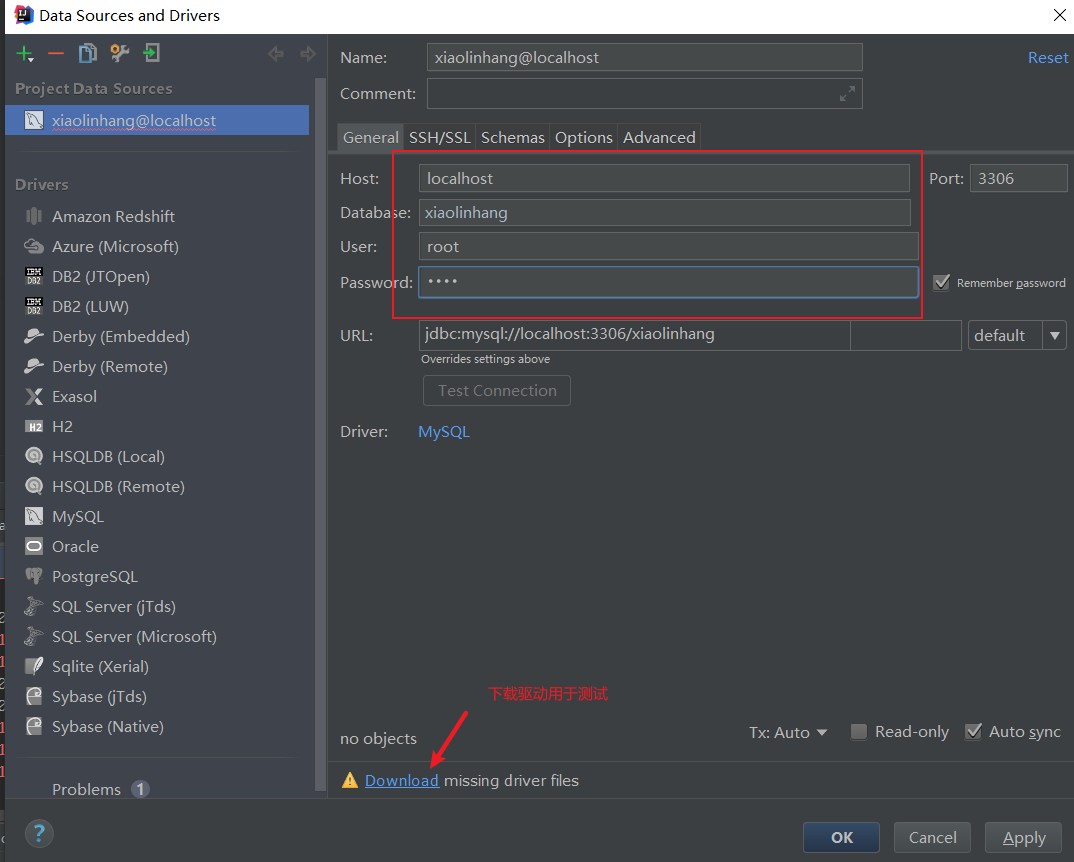 Data Sources and Drivers
Name: xiaolinhang@localhost Reset
Comment:
Project Data Sources
xiaolinhang@localhost
General SSH/SSL Schemas Options Advanced
Host: localhost Port: 3306
Database: xiaolinhang
User: root
Password: •••• Remember password
URL: jdbc:mysql://localhost:3306/xiaolinhang default
Overrides settings above
Test Connection
Driver: MySQL
Drivers
Amazon Redshift
Azure (Microsoft)
IBM DB2 DB2 (JTOpen)
IBM DB2 DB2 (LUW)
Derby (Embedded)
Derby (Remote)
Exasol
H2 H2
HSQLDB (Local)
HSQLDB (Remote)
MySQL
Oracle
PostgreSQL
SQL Server (jTds)
SQL Server (Microsoft)
Sqlite (Xerial)
Sybase (jTds)
Sybase (Native)
Problems 1
下载驱动用于测试
no objects Tx: Auto Read-only Auto sync
Download missing driver files
? OK Cancel Apply